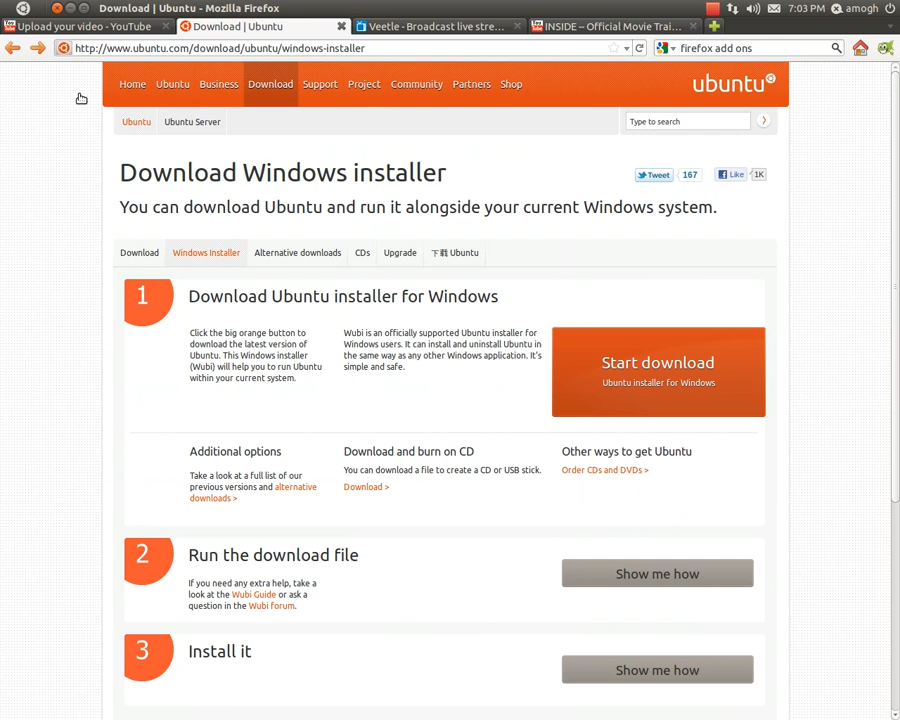 Download | Ubuntu - Mozilla Firefox
7:03 PM
amogh
Upload your video - YouTube
Download | Ubuntu
Veetle - Broadcast live stre...
INSIDE – Official Movie Trai...
http://www.ubuntu.com/download/ubuntu/windows-installer
firefox add ons
Home Ubuntu Business Download Support Project Community Partners Shop
ubuntu
Ubuntu Ubuntu Server
Type to search
Download Windows installer
Tweet 167 Like 1K
You can download Ubuntu and run it alongside your current Windows system.
Download Windows Installer Alternative downloads CDs Upgrade 下载 Ubuntu
1
Download Ubuntu installer for Windows
Click the big orange button to
download the latest version of
Ubuntu. This Windows installer
(Wubi) will help you to run Ubuntu
within your current system.
Wubi is an officially supported Ubuntu installer for
Windows users. It can install and uninstall Ubuntu in
the same way as any other Windows application. It's
simple and safe.
Start download
Ubuntu installer for Windows
Additional options
Take a look at a full list of our
previous versions and alternative
downloads >
Download and burn on CD
You can download a file to create a CD or USB stick.
Download >
Other ways to get Ubuntu
Order CDs and DVDs >
2
Run the download file
If you need any extra help, take a
look at the Wubi Guide or ask a
question in the Wubi forum.
Show me how
3
Install it
Show me how